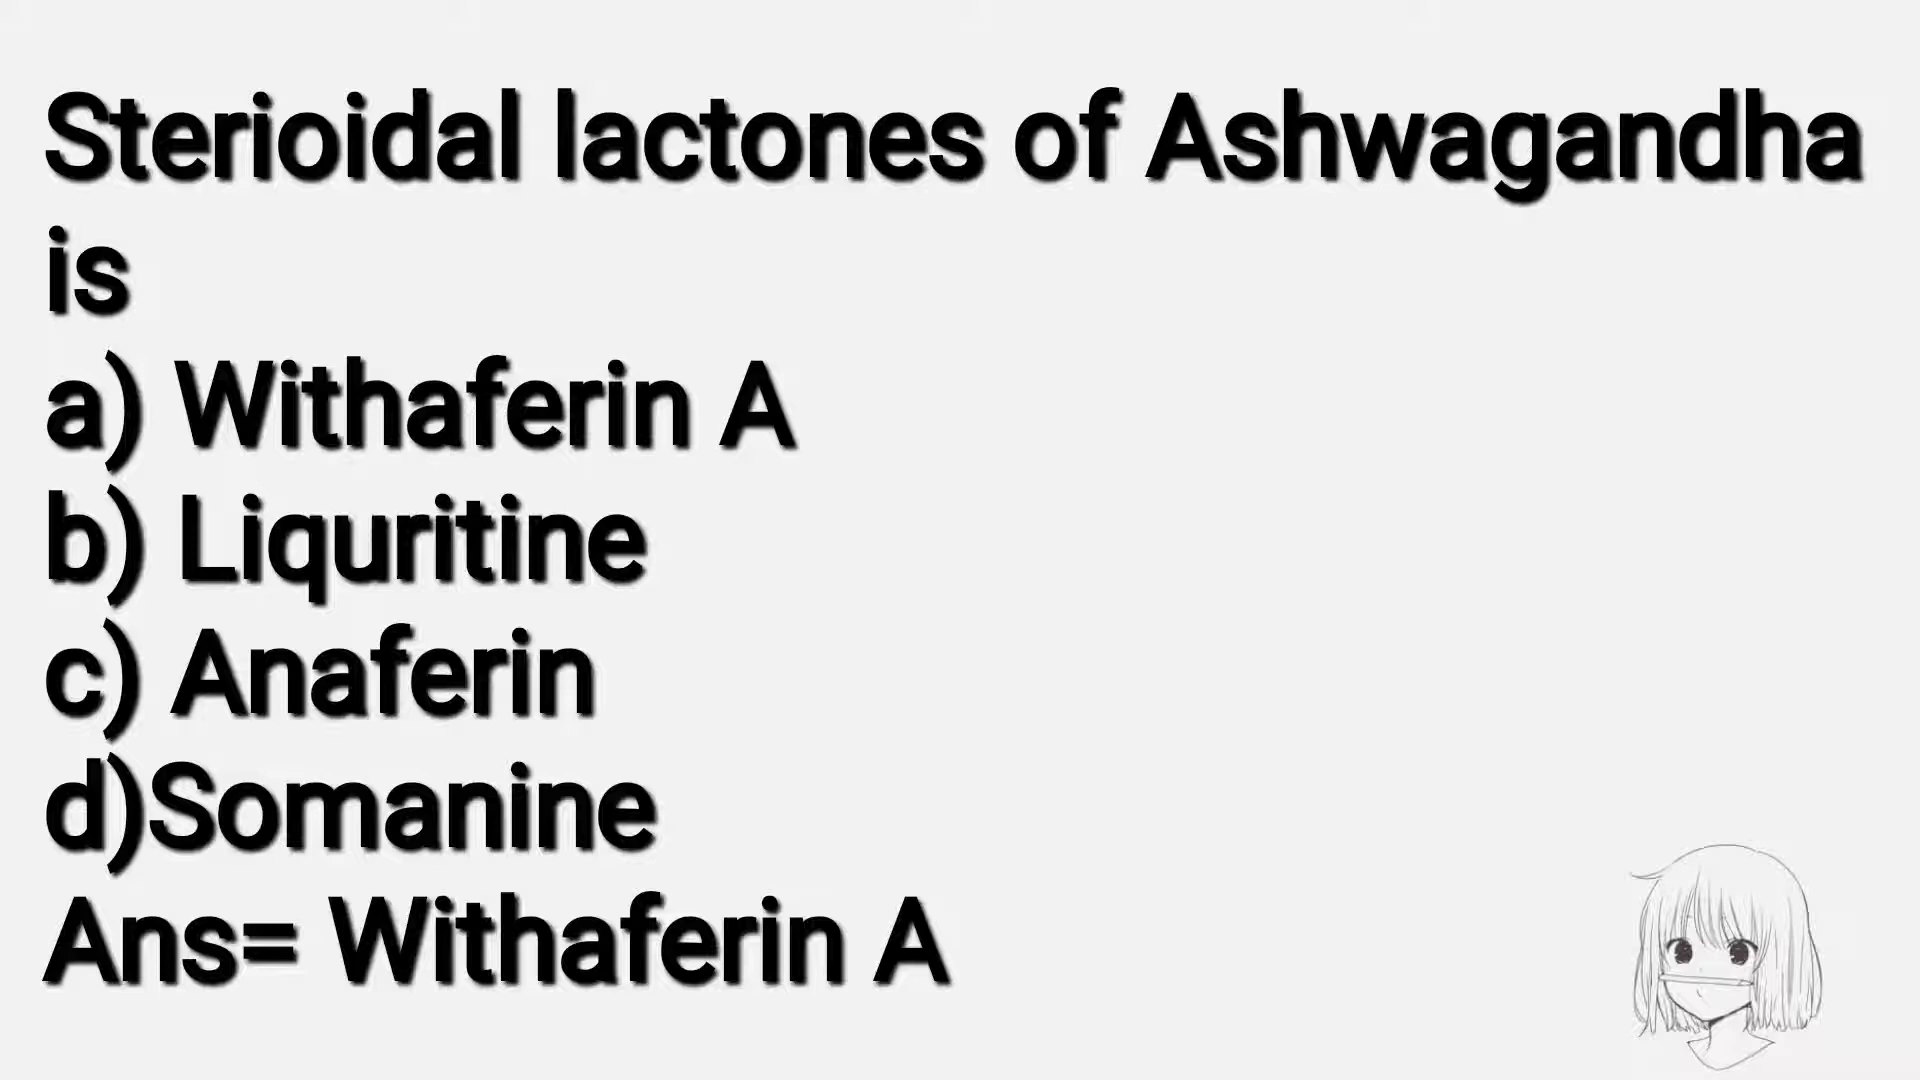 Sterioidal lactones of Ashwagandha
is
a) Withaferin A
b) Liquritine
c) Anaferin
d)Somanine
Ans= Withaferin A